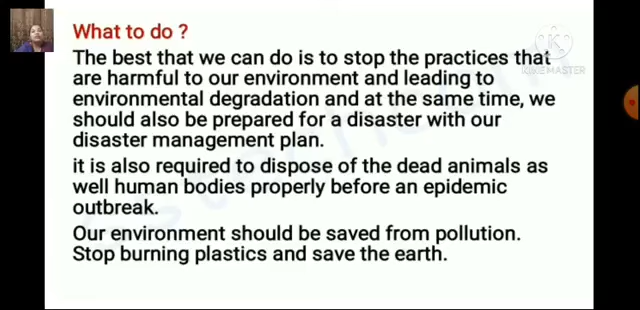 What to do ?
The best that we can do is to stop the practices that
are harmful to our environment and leading to
environmental degradation and at the same time, we
should also be prepared for a disaster with our
disaster management plan.
it is also required to dispose of the dead animals as
well human bodies properly before an epidemic
outbreak.
Our environment should be saved from pollution.
Stop burning plastics and save the earth.
KINEMASTER